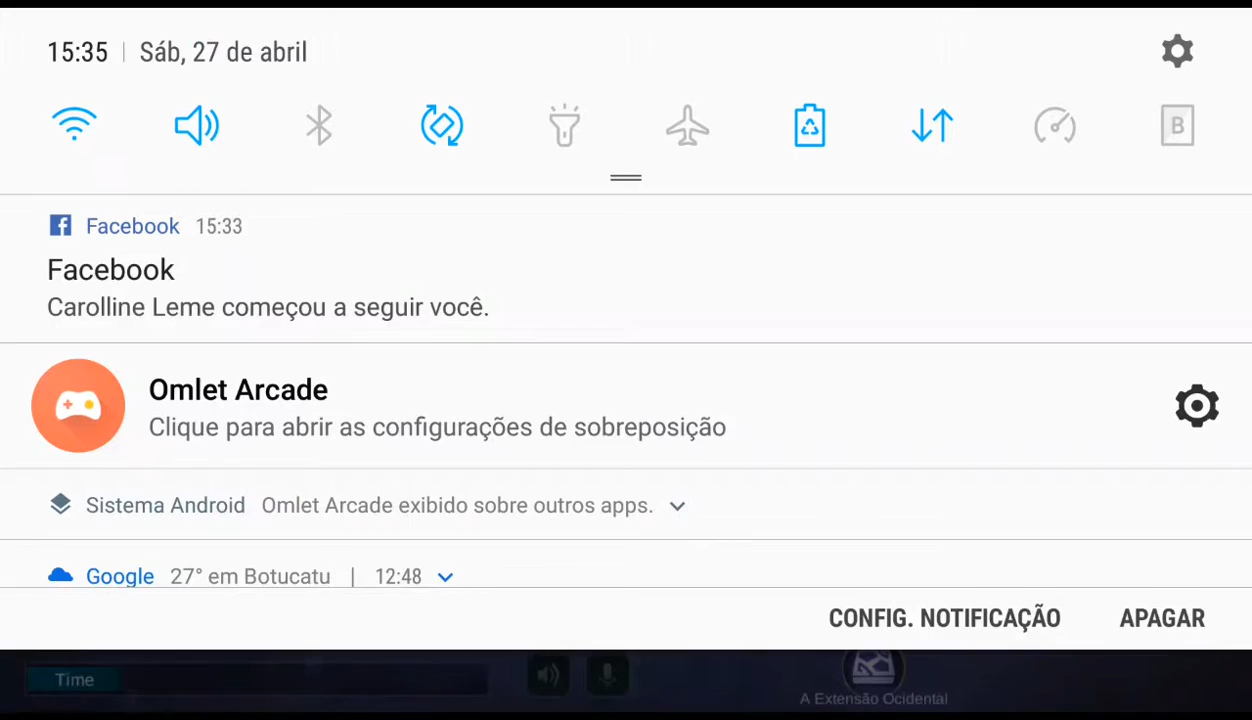 15:35 | Sáb, 27 de abril
B
Facebook 15:33
Facebook
Carolline Leme começou a seguir você.
Omlet Arcade
Clique para abrir as configurações de sobreposição
Sistema Android Omlet Arcade exibido sobre outros apps.
Google 27° em Botucatu | 12:48
CONFIG. NOTIFICAÇÃO APAGAR
Time
A Extensão Ocidental